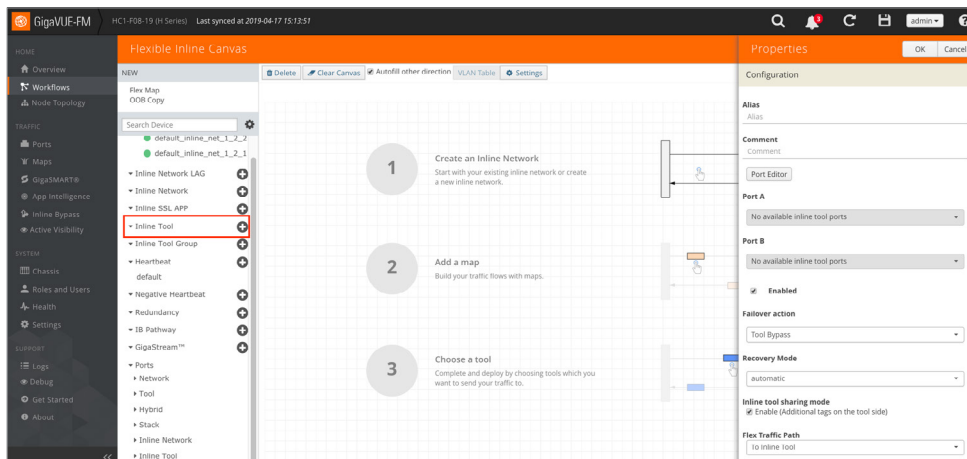 GigaVUE-FM
HC1-F08-19 (H Series) Last synced at 2019-04-17 15:13:51
3
admin
HOME
Overview
Workflows
Node Topology
TRAFFIC
Ports
Maps
GigaSMART®
App Intelligence
Inline Bypass
Active Visibility
SYSTEM
Chassis
Roles and Users
Health
Settings
SUPPORT
Logs
Debug
Get Started
About
Flexible Inline Canvas
NEW
Flex Map
OOB Copy
Search Device
default_inline_net_1_2_2
default_inline_net_1_2_1
Inline Network LAG
Inline Network
Inline SSL APP
Inline Tool
Inline Tool Group
Heartbeat
default
Negative Heartbeat
Redundancy
IB Pathway
GigaStream™
Ports
Network
Tool
Hybrid
Stack
Inline Network
Inline Tool
Delete Clear Canvas Autofill other direction VLAN Table Settings
1
Create an Inline Network
Start with your existing inline network or create
a new inline network.
2
Add a map
Build your traffic flows with maps.
3
Choose a tool
Complete and deploy by choosing tools which you
want to send your traffic to.
Properties
OK Cancel
Configuration
Alias
Alias
Comment
Comment
Port Editor
Port A
No available inline tool ports
Port B
No available inline tool ports
Enabled
Failover action
Tool Bypass
Recovery Mode
automatic
Inline tool sharing mode
Enable (Additional tags on the tool side)
Flex Traffic Path
To Inline Tool